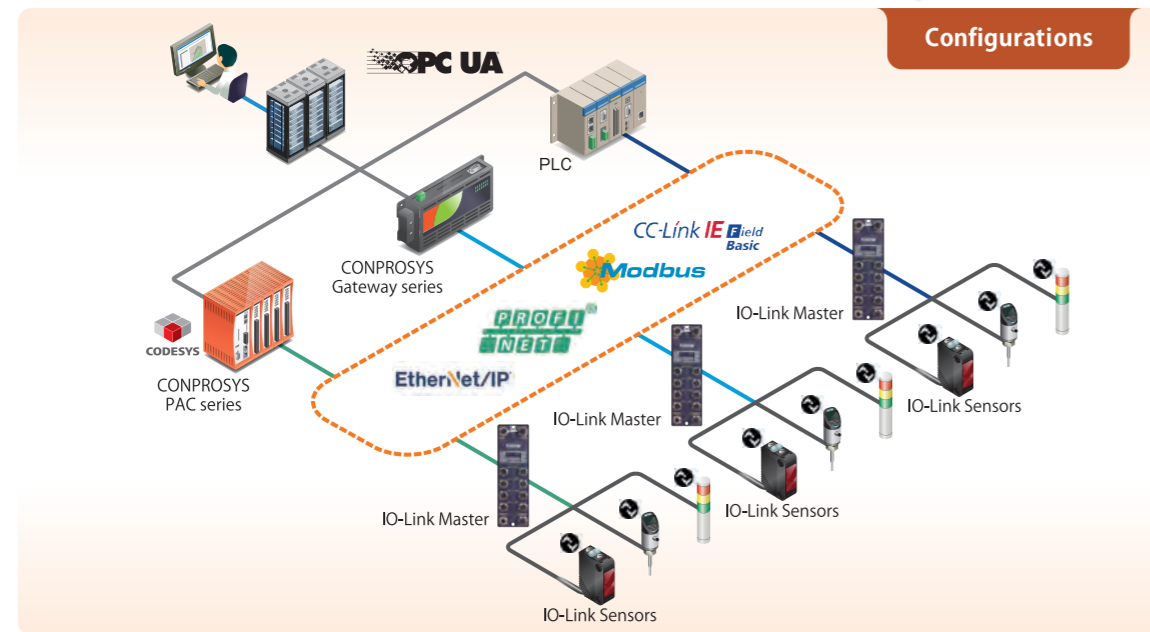 Configurations
OPC UA
PLC
CC-Link IE Field
Basic
Modbus
CONPROSYS
Gateway series
IO-Link Master
PROFI
NET®
CODESYS
EtherNet/IP
CONPROSYS
PAC series
IO-Link Sensors
IO-Link Master
IO-Link Sensors
IO-Link Master
IO-Link Sensors